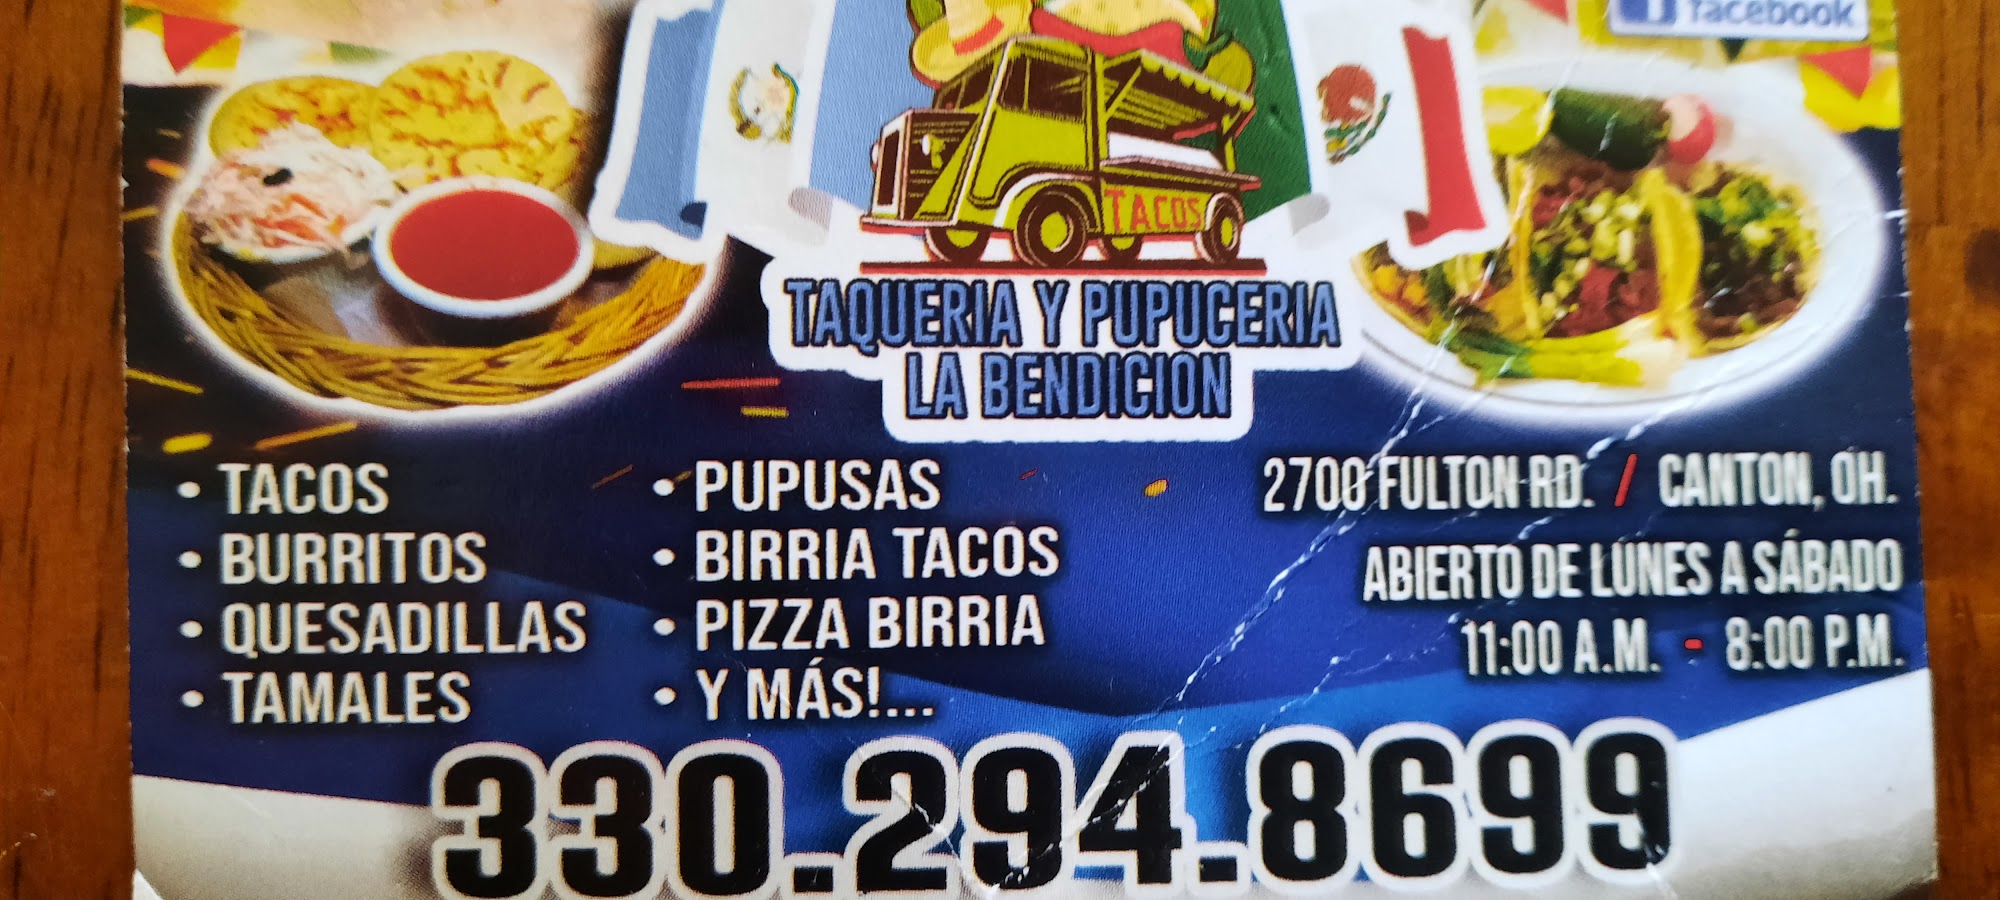 facebook
TACOS
TAQUERIA Y PUPUCERIA
LA BENDICION
• TACOS
• BURRITOS
• QUESADILLAS
• TAMALES
• PUPUSAS
• BIRRIA TACOS
• PIZZA BIRRIA
• Y MÁS!...
2700 FULTON RD. / CANTON, OH.
ABIERTO DE LUNES A SÁBADO
11:00 A.M. - 8:00 P.M.
330.294.8699